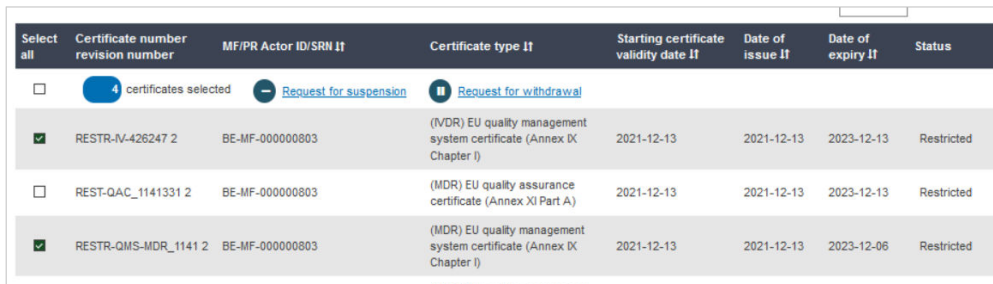 Select all
Certificate number revision number
MF/PR Actor ID/SRN
Certificate type
Starting certificate validity date
Date of issue
Date of expiry
Status
4 certificates selected
Request for suspension
Request for withdrawal
RESTR-IV-426247 2
BE-MF-000000803
(IVDR) EU quality management
system certificate (Annex IX
Chapter I)
2021-12-13
2021-12-13
2023-12-13
Restricted
REST-QAC_1141331 2
BE-MF-000000803
(MDR) EU quality assurance
certificate (Annex XI Part A)
2021-12-13
2021-12-13
2023-12-13
Restricted
RESTR-QMS-MDR_1141 2
BE-MF-000000803
(MDR) EU quality management
system certificate (Annex IX
Chapter I)
2021-12-13
2021-12-13
2023-12-06
Restricted